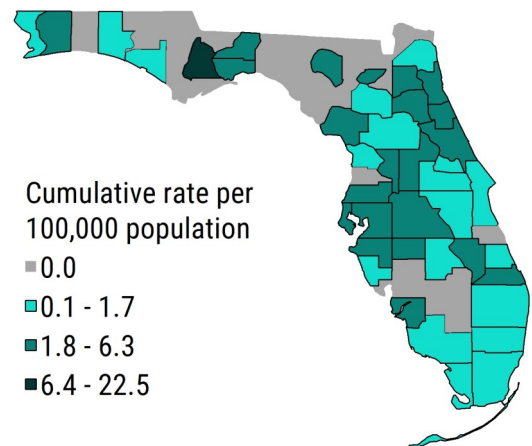 Cumulative rate per
100,000 population
0.0
0.1 - 1.7
1.8 - 6.3
6.4 - 22.5